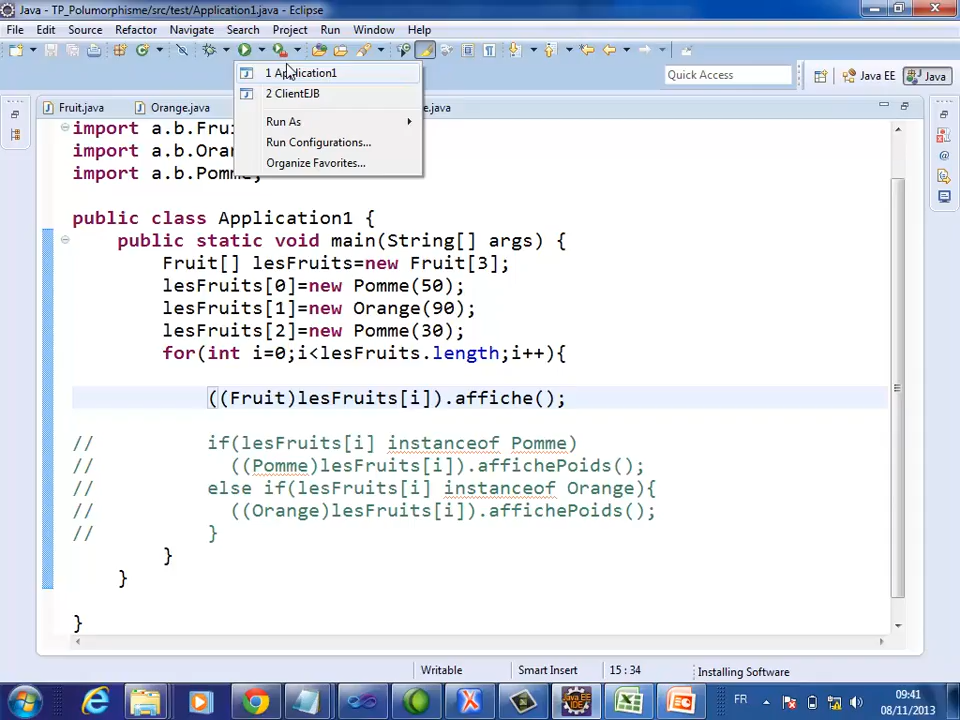 Java - TP_Polumorphisme/src/test/Application1.java - Eclipse
File Edit Source Refactor Navigate Search Project Run Window Help
Quick Access Java EE Java
1 Application1
2 ClientEJB
Run As
Run Configurations...
Organize Favorites...
Fruit.java Orange.java e.java
import a.b.Fru
import a.b.Ora
import a.b.Pomme;
public class Application1 {
public static void main(String[] args) {
Fruit[] lesFruits=new Fruit[3];
lesFruits[0]=new Pomme(50);
lesFruits[1]=new Orange(90);
lesFruits[2]=new Pomme(30);
for(int i=0;i<lesFruits.length;i++){
((Fruit)lesFruits[i]).affiche();
// if(lesFruits[i] instanceof Pomme)
// ((Pomme)lesFruits[i]).affichePoids();
// else if(lesFruits[i] instanceof Orange){
// ((Orange)lesFruits[i]).affichePoids();
// }
}
}
}
Writable Smart Insert 15 : 34 Installing Software
FR 09:41
08/11/2013